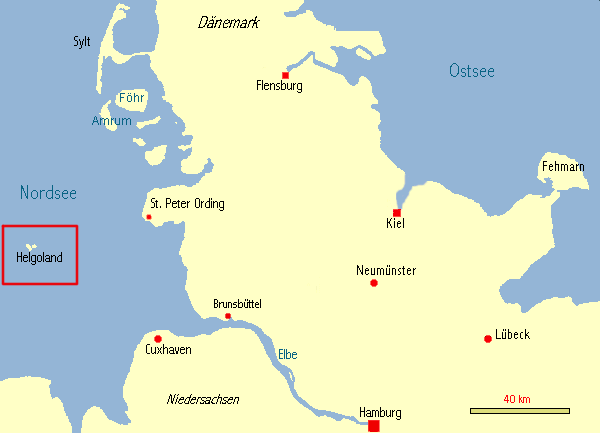 Dänemark
Sylt
Ostsee
Flensburg
Föhr
Amrum
Fehmarn
Nordsee
St. Peter Ording
Kiel
Helgoland
Neumünster
Brunsbüttel
Lübeck
Cuxhaven
Elbe
Niedersachsen
40 km
Hamburg